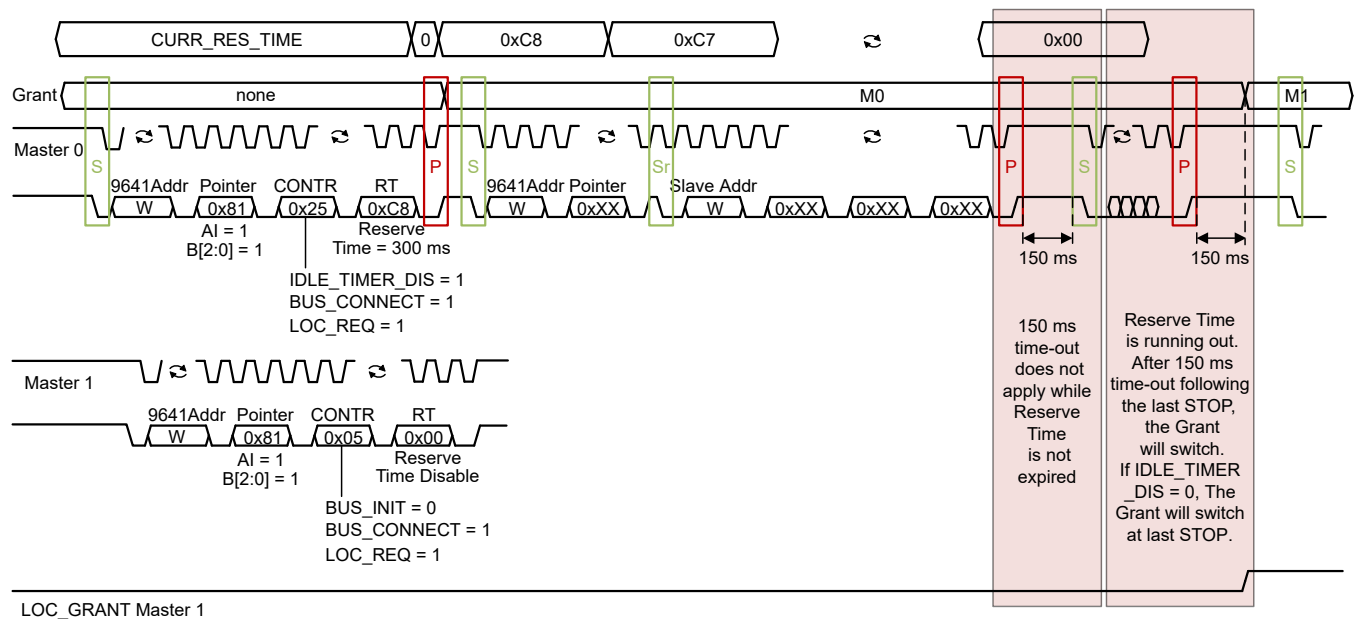 CURR_RES_TIME 0 0xC8 0xC7 0x00
Grant none M0 M1
Master 0
S P S Sr P S P S
9641Addr Pointer CONTR RT 9641Addr Pointer Slave Addr
W 0x81 0x25 0xC8 W 0xXX W 0xXX 0xXX 0xXX
AI = 1
B[2:0] = 1
Reserve
Time = 300 ms
150 ms 150 ms
IDLE_TIMER_DIS = 1
BUS_CONNECT = 1
LOC_REQ = 1
150 ms
time-out
does not
apply while
Reserve
Time
is not
expired
Reserve Time
is running out.
After 150 ms
time-out following
the last STOP,
the Grant
will switch.
If IDLE_TIMER
_DIS = 0, The
Grant will switch
at last STOP.
Master 1
9641Addr Pointer CONTR RT
W 0x81 0x05 0x00
AI = 1
B[2:0] = 1
Reserve
Time Disable
BUS_INIT = 0
BUS_CONNECT = 1
LOC_REQ = 1
LOC_GRANT Master 1